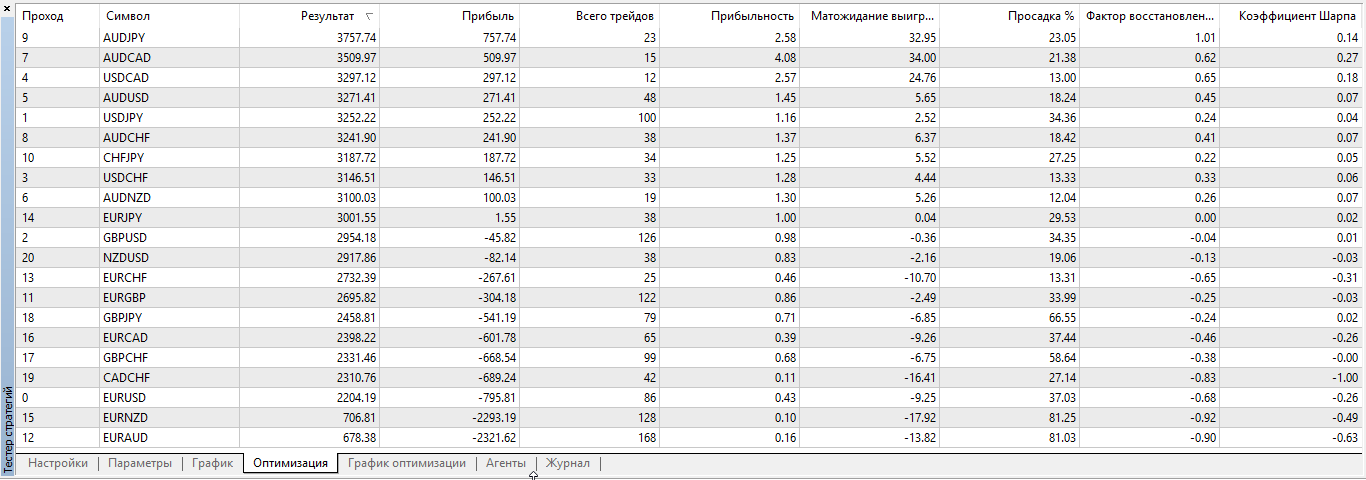 Проход Символ Результат Прибыль Всего трейдов Прибыльность Матожидание выигр... Просадка % Фактор восстановлен... Коэффициент Шарпа
9 AUDJPY 3757.74 757.74 23 2.58 32.95 23.05 1.01 0.14
7 AUDCAD 3509.97 509.97 15 4.08 34.00 21.38 0.62 0.27
4 USDCAD 3297.12 297.12 12 2.57 24.76 13.00 0.65 0.18
5 AUDUSD 3271.41 271.41 48 1.45 5.65 18.24 0.45 0.07
1 USDJPY 3252.22 252.22 100 1.16 2.52 34.36 0.24 0.04
8 AUDCHF 3241.90 241.90 38 1.37 6.37 18.42 0.41 0.07
10 CHFJPY 3187.72 187.72 34 1.25 5.52 27.25 0.22 0.05
3 USDCHF 3146.51 146.51 33 1.28 4.44 13.33 0.33 0.06
6 AUDNZD 3100.03 100.03 19 1.30 5.26 12.04 0.26 0.07
14 EURJPY 3001.55 1.55 38 1.00 0.04 29.53 0.00 0.02
2 GBPUSD 2954.18 -45.82 126 0.98 -0.36 34.35 -0.04 0.01
20 NZDUSD 2917.86 -82.14 38 0.83 -2.16 19.06 -0.13 -0.03
13 EURCHF 2732.39 -267.61 25 0.46 -10.70 13.31 -0.65 -0.31
11 EURGBP 2695.82 -304.18 122 0.86 -2.49 33.99 -0.25 -0.03
18 GBPJPY 2458.81 -541.19 79 0.71 -6.85 66.55 -0.24 0.02
16 EURCAD 2398.22 -601.78 65 0.39 -9.26 37.44 -0.46 -0.26
17 GBPCHF 2331.46 -668.54 99 0.68 -6.75 58.64 -0.38 -0.00
19 CADCHF 2310.76 -689.24 42 0.11 -16.41 27.14 -0.83 -1.00
0 EURUSD 2204.19 -795.81 86 0.43 -9.25 37.03 -0.68 -0.26
15 EURNZD 706.81 -2293.19 128 0.10 -17.92 81.25 -0.92 -0.49
12 EURAUD 678.38 -2321.62 168 0.16 -13.82 81.03 -0.90 -0.63
Тестер стратегий
Настройки Параметры График Оптимизация График оптимизации Агенты Журнал